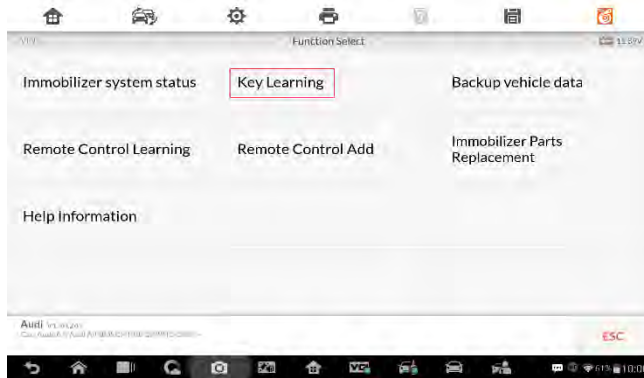 Function Select
Immobilizer system status
Key Learning
Backup vehicle data
Remote Control Learning
Remote Control Add
Immobilizer Parts
Replacement
Help Information
Audi
ESC